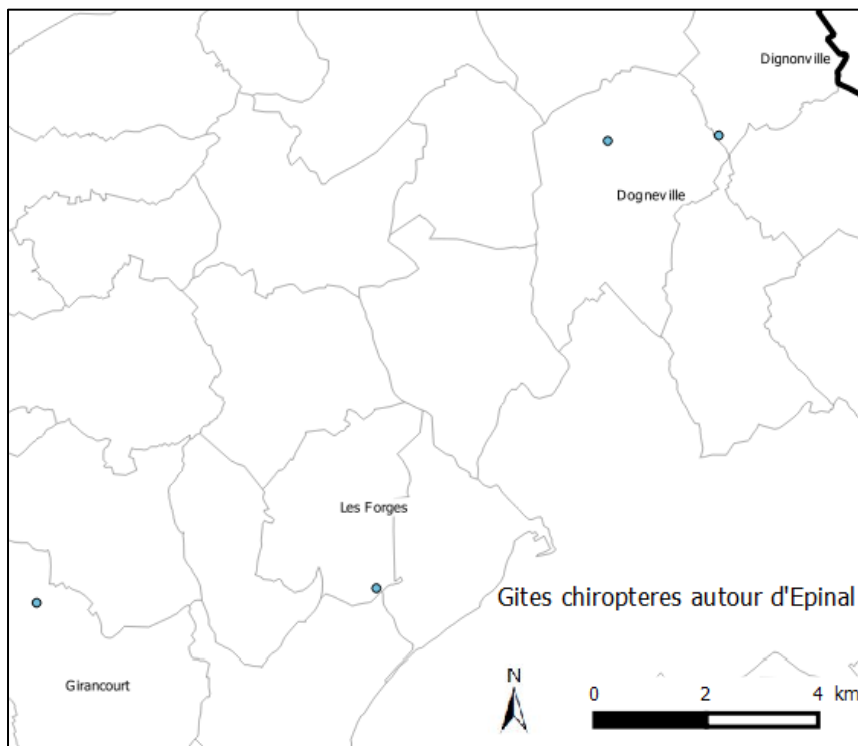 Dignonville
Dogneville
Les Forges
Gites chiropteres autour d'Epinal
Girancourt
N
0 2 4 km